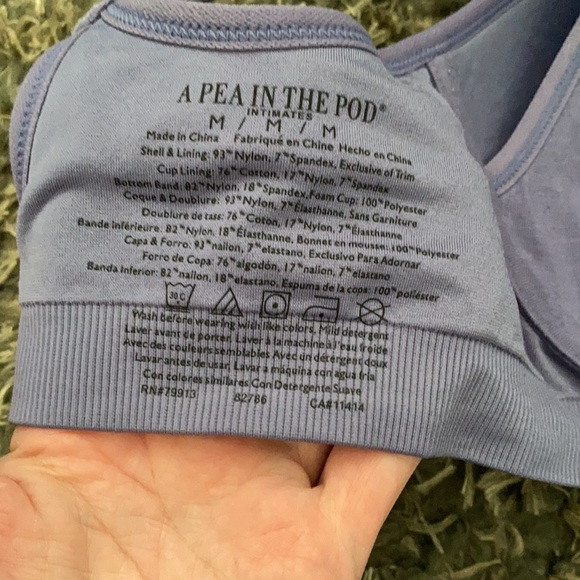 A PEA IN THE POD®
INTIMATES
M / M / M
Made in China Fabriqué en Chine Hecho en China
Shell & Lining: 93% Nylon, 7% Spandex, Exclusive of Trim
Cup Lining: 76% Cotton, 17% Nylon, 7% Spandex
Bottom Band: 82% Nylon, 18% Spandex, Foam Cup: 100% Polyester
Coque & Doublure: 93% Nylon, 7% Élasthanne, Sans Garniture
Doublure de tass: 76% Coton, 17% Nylon, 7% Élasthanne
Bande inférieure: 82% Nylon, 18% Élasthanne, Bonnet en mousse: 100% Polyester
Capa & Forro: 93% nailon, 7% elastano, Exclusivo Para Adornar
Forro de Copa: 76% algodón, 17% nailon, 7% elastano
Banda Inferior: 82% nailon, 18% elastano, Espuma de la copa: 100% poliéster
30 C
Wash before wearing with like colors, Mild detergent
Laver avant de porter! Laver à la machine à l'eau froide
Avec des couleurs semblables Avec un détergent doux
Lavar antes de usar, Lavar a máquina con agua fría
Con colores similares Con Detergente Suave
RN#79913 82786 CA#11414